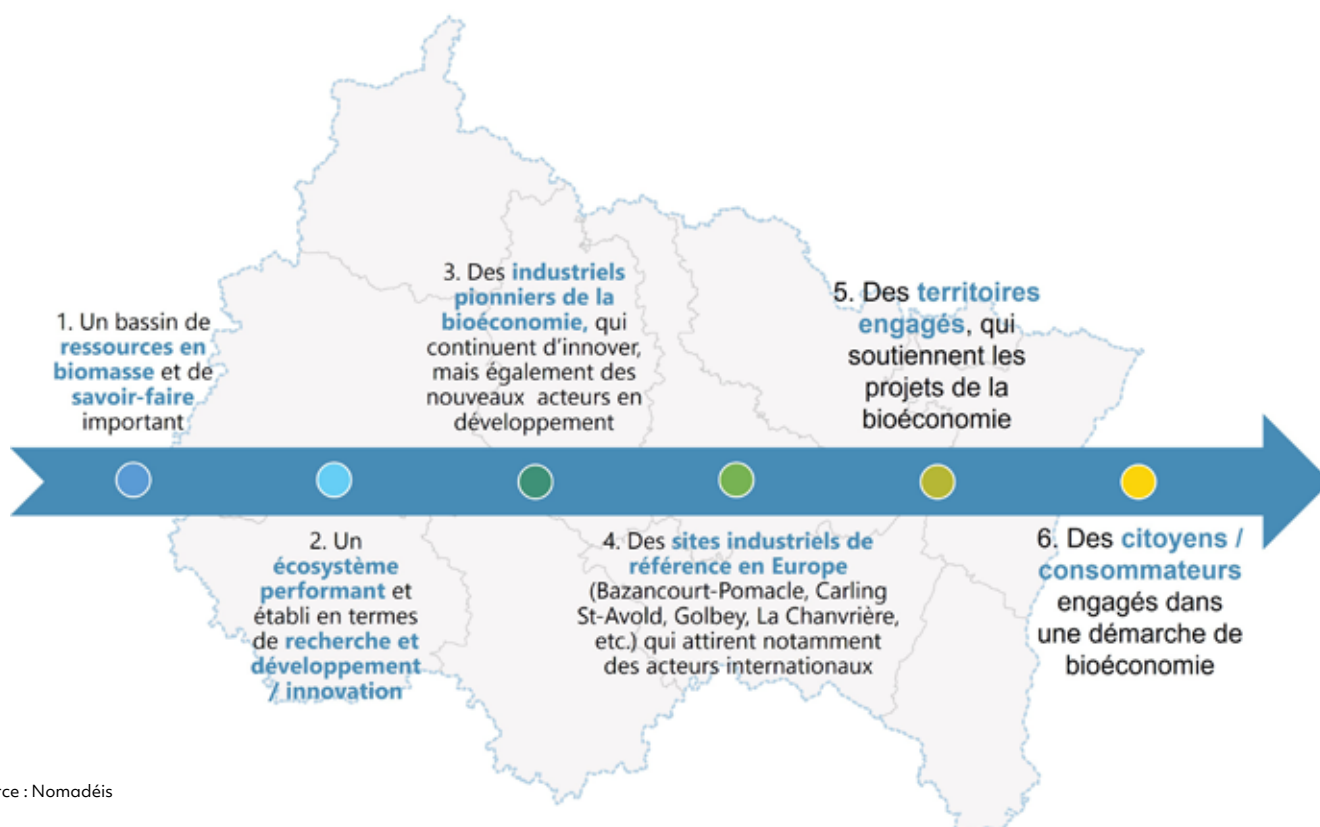 1. Un bassin de
ressources en
biomasse et de
savoir-faire
important
2. Un
écosystème
performant et
établi en termes
de recherche et
développement
/ innovation
3. Des industriels
pionniers de la
bioéconomie, qui
continuent d'innover,
mais également des
nouveaux acteurs en
développement
4. Des sites industriels de
référence en Europe
(Bazancourt-Pomacle, Carling
St-Avold, Golbey, La Chanvrière,
etc.) qui attirent notamment
des acteurs internationaux
5. Des territoires
engagés, qui
soutiennent les
projets de la
bioéconomie
6. Des citoyens /
consommateurs
engagés dans
une démarche de
bioéconomie
rce : Nomadéis